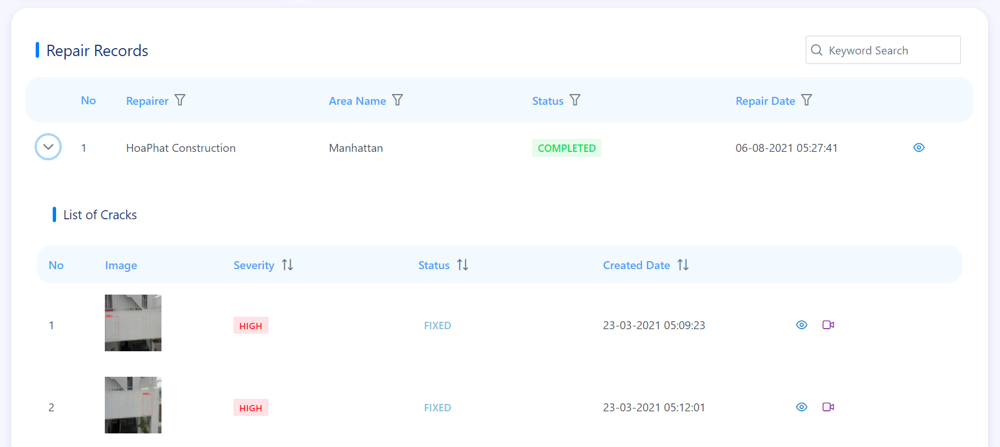 Repair Records
Keyword Search
No Repairer Area Name Status Repair Date
1 HoaPhat Construction Manhattan COMPLETED 06-08-2021 05:27:41
List of Cracks
No Image Severity Status Created Date
1 HIGH FIXED 23-03-2021 05:09:23
2 HIGH FIXED 23-03-2021 05:12:01